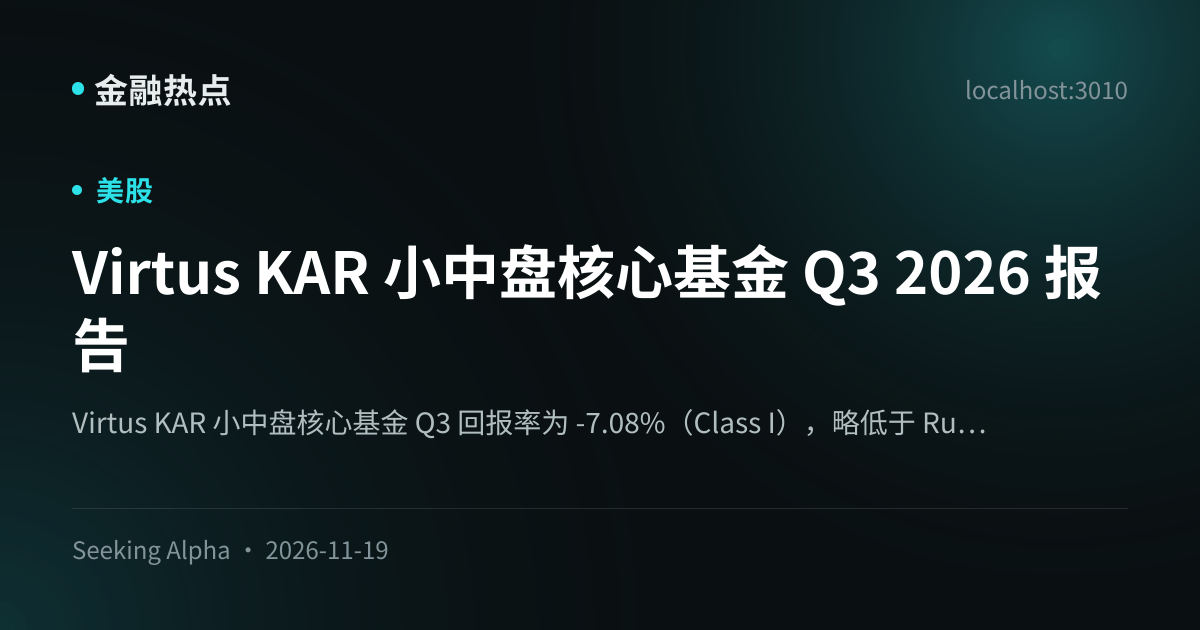 金融热点
localhost:3010
美股
Virtus KAR 小中盘核心基金 Q3 2026 报
告
Virtus KAR 小中盘核心基金 Q3 回报率为 -7.08%（Class I），略低于 Ru…
Seeking Alpha · 2026-11-19